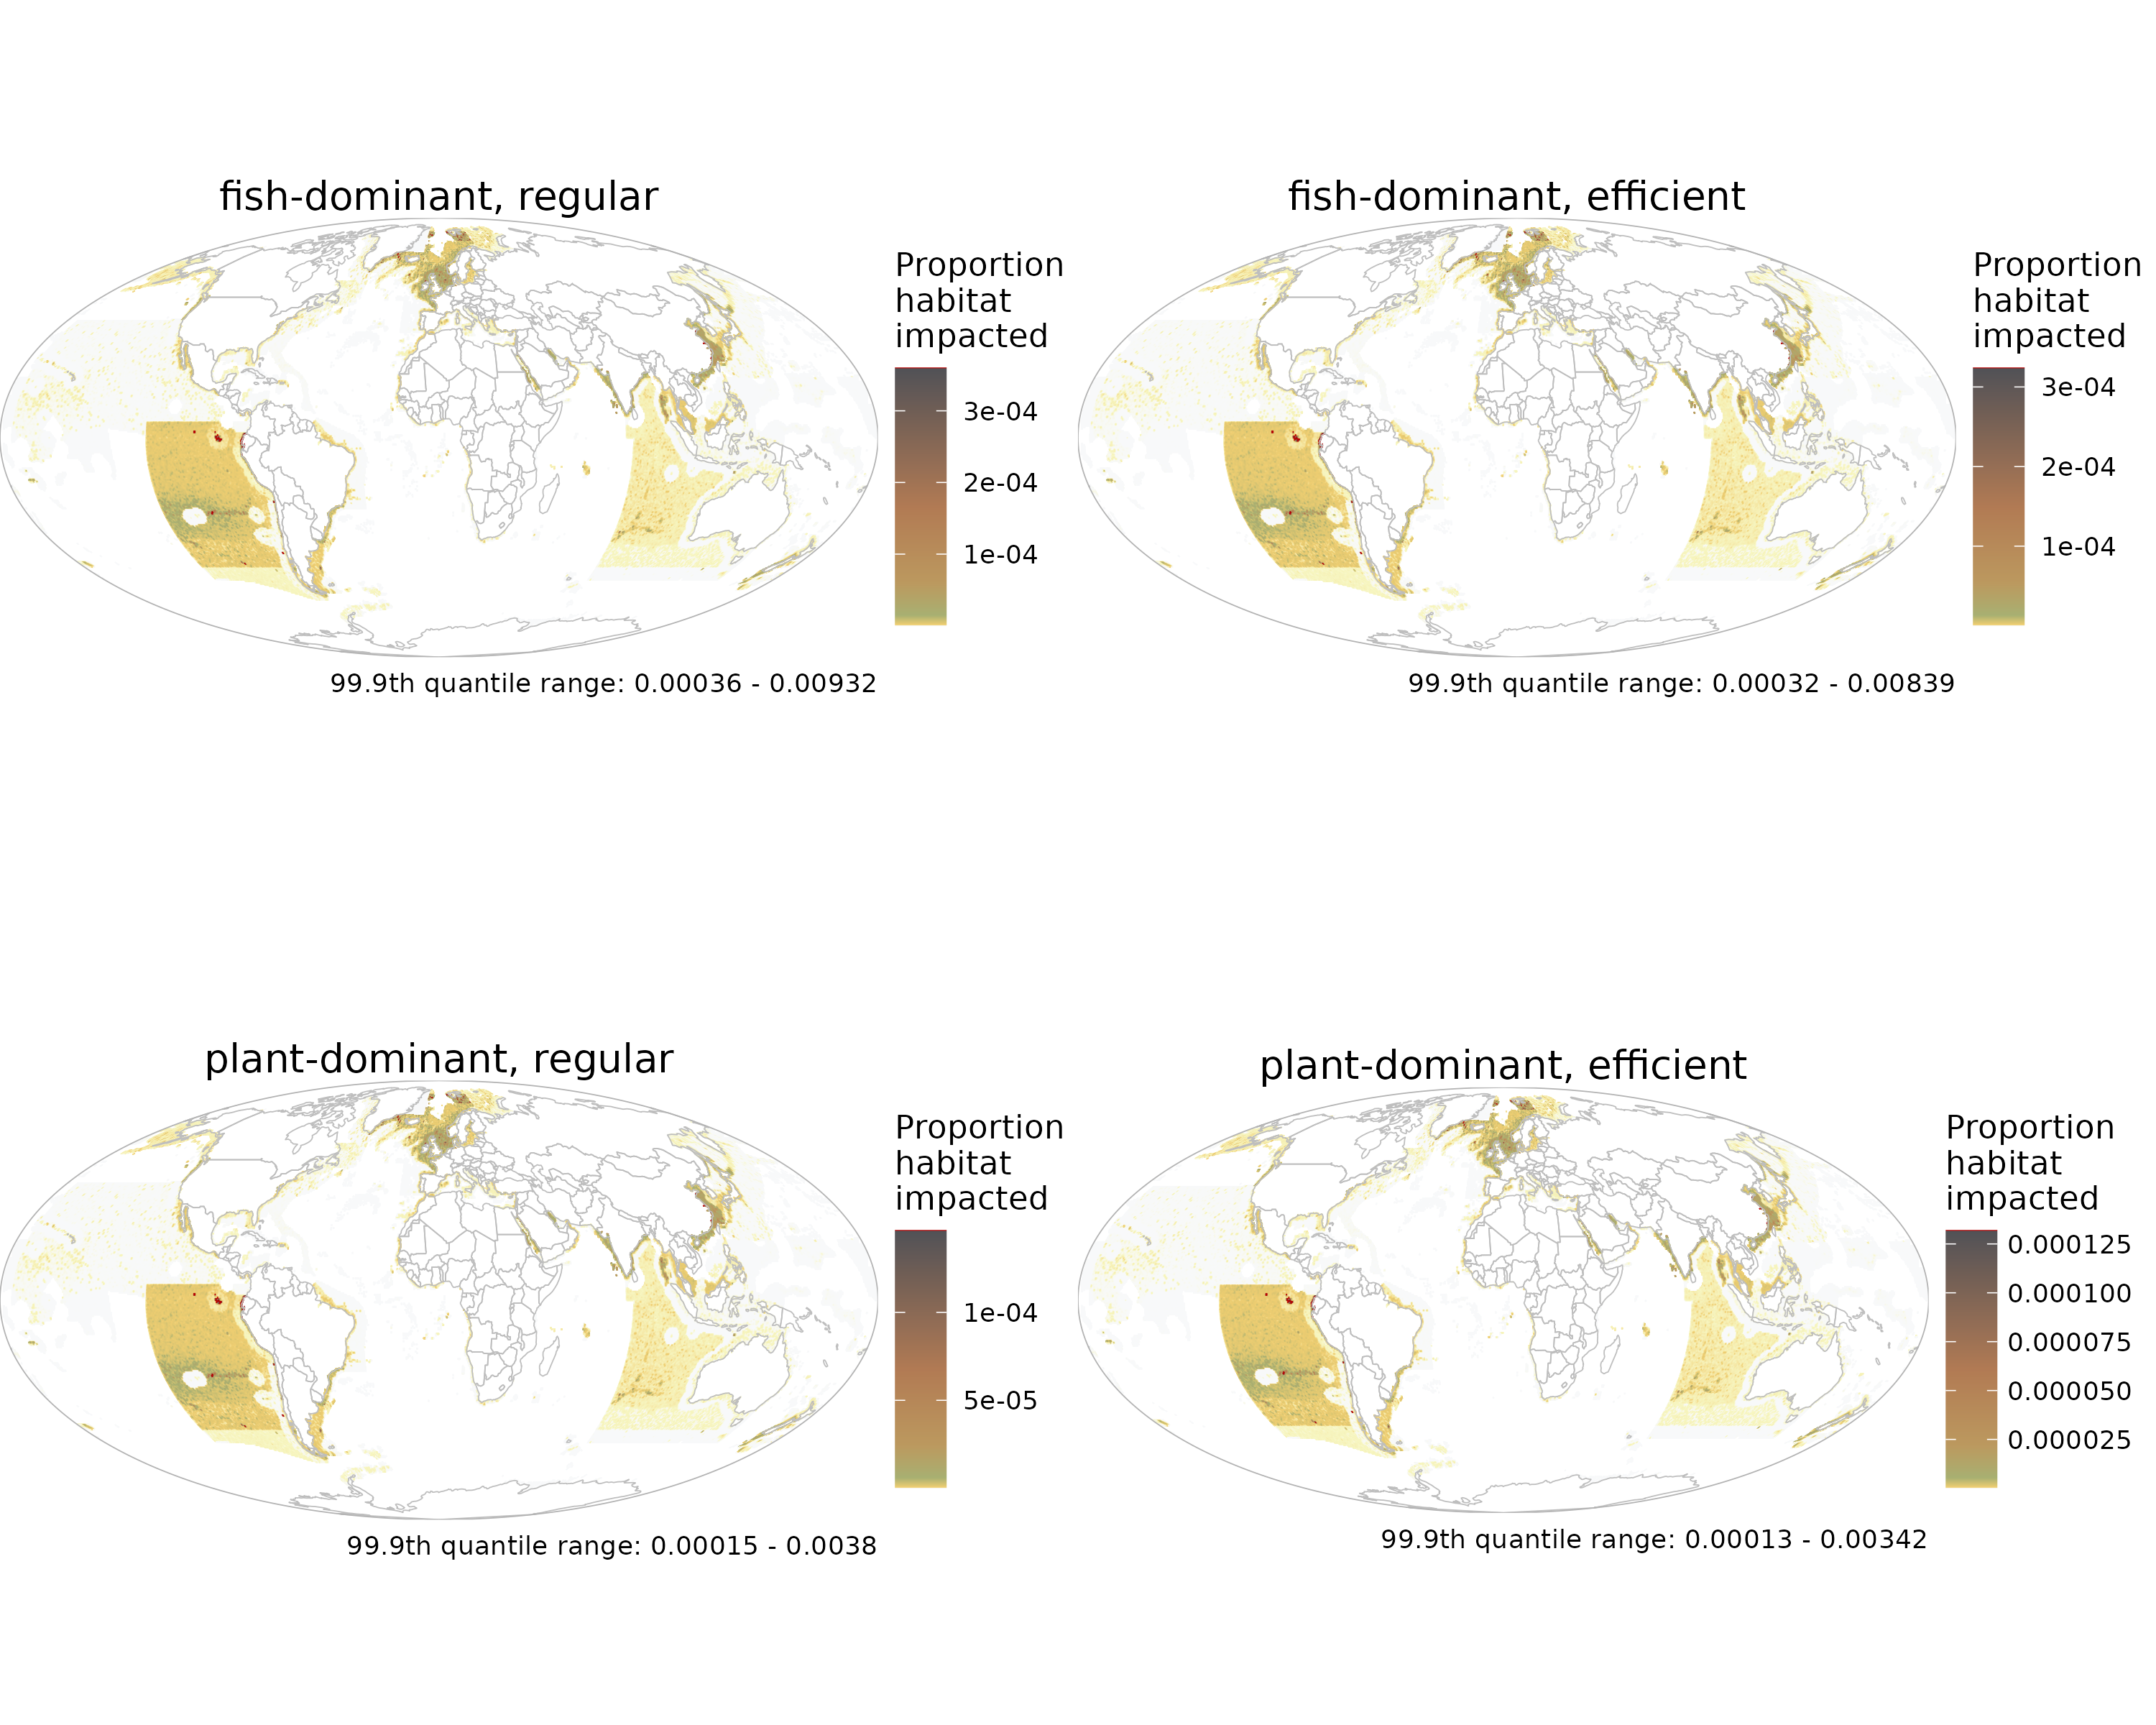 fish-dominant, regular
Proportion
habitat
impacted
3e-04
2e-04
1e-04
99.9th quantile range: 0.00036 - 0.00932
fish-dominant, efficient
Proportion
habitat
impacted
3e-04
2e-04
1e-04
99.9th quantile range: 0.00032 - 0.00839
plant-dominant, regular
Proportion
habitat
impacted
1e-04
5e-05
99.9th quantile range: 0.00015 - 0.0038
plant-dominant, efficient
Proportion
habitat
impacted
0.000125
0.000100
0.000075
0.000050
0.000025
99.9th quantile range: 0.00013 - 0.00342